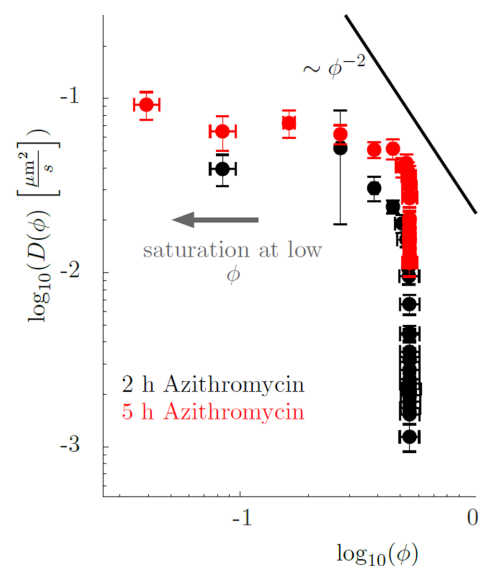 ~ ϕ⁻²
-1
log₁₀(D(ϕ) [μm²/s])
saturation at low
ϕ
-2
2 h Azithromycin
5 h Azithromycin
-3
-1
0
log₁₀(ϕ)